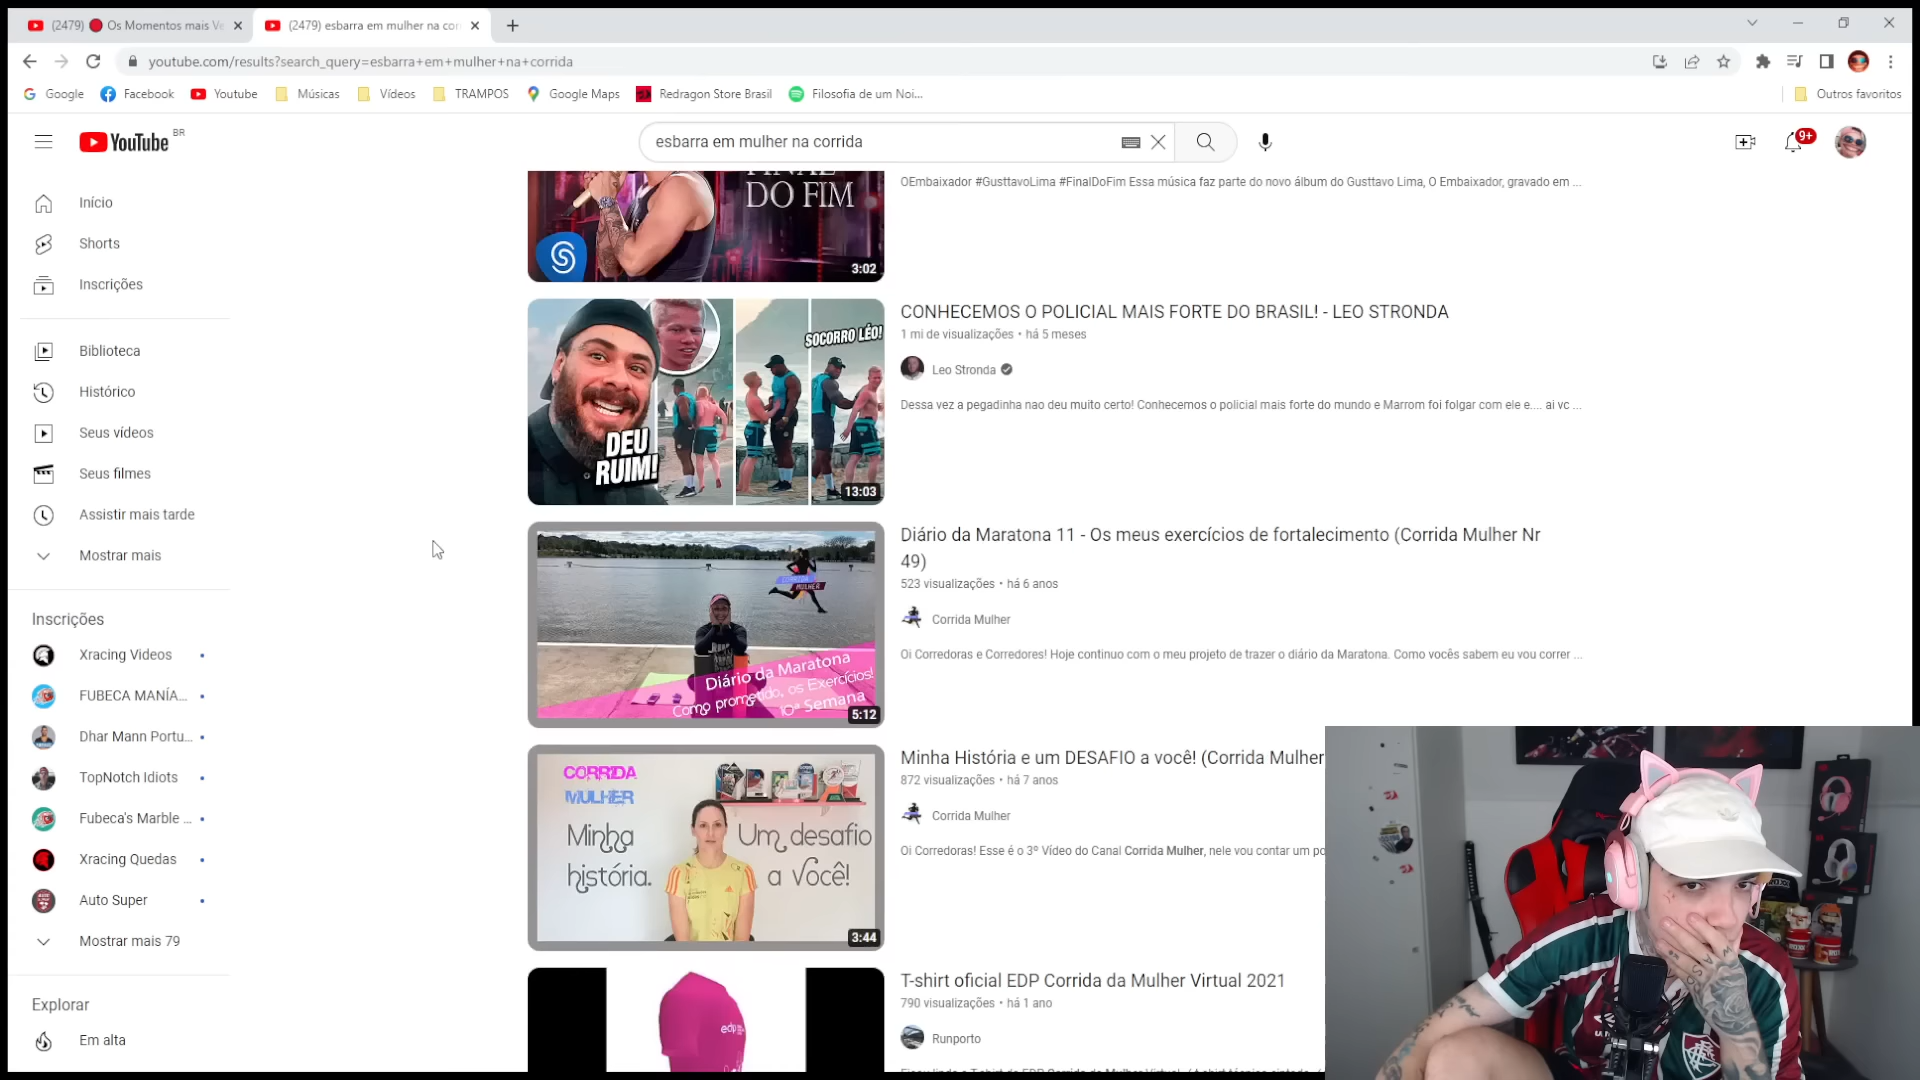 (2479) 🔴 Os Momentos mais Ve
(2479) esbarra em mulher na cor
youtube.com/results?search_query=esbarra+em+mulher+na+corrida
Google
Facebook
Youtube
Músicas
Vídeos
TRAMPOS
Google Maps
Redragon Store Brasil
Filosofia de um Noi...
Outros favoritos
YouTube BR
esbarra em mulher na corrida
9+
Início
Shorts
Inscrições
Biblioteca
Histórico
Seus vídeos
Seus filmes
Assistir mais tarde
Mostrar mais
Inscrições
Xracing Videos
FUBECA MANÍA...
Dhar Mann Portu...
TopNotch Idiots
Fubeca's Marble ...
Xracing Quedas
Auto Super
Mostrar mais 79
Explorar
Em alta
FINAL
DO FIM
3:02
OEmbaixador #GusttavoLima #FinalDoFim Essa música faz parte do novo álbum do Gusttavo Lima, O Embaixador, gravado em ...
SOCORRO LÉO!
DEU
RUIM!
13:03
CONHECEMOS O POLICIAL MAIS FORTE DO BRASIL! - LEO STRONDA
1 mi de visualizações • há 5 meses
Leo Stronda
Dessa vez a pegadinha nao deu muito certo! Conhecemos o policial mais forte do mundo e Marrom foi folgar com ele e.... ai vc ...
CORRIDA
MULHER
Diário da Maratona
Como prometido, os Exercícios!
10ª Semana
5:12
Diário da Maratona 11 - Os meus exercícios de fortalecimento (Corrida Mulher Nr
49)
523 visualizações • há 6 anos
Corrida Mulher
Oi Corredoras e Corredores! Hoje continuo com o meu projeto de trazer o diário da Maratona. Como vocês sabem eu vou correr ...
CORRIDA
MULHER
Minha
história.
Um desafio
a você!
3:44
Minha História e um DESAFIO a você! (Corrida Mulher
872 visualizações • há 7 anos
Corrida Mulher
Oi Corredoras! Esse é o 3º Vídeo do Canal Corrida Mulher, nele vou contar um po
edp
T-shirt oficial EDP Corrida da Mulher Virtual 2021
790 visualizações • há 1 ano
Runporto